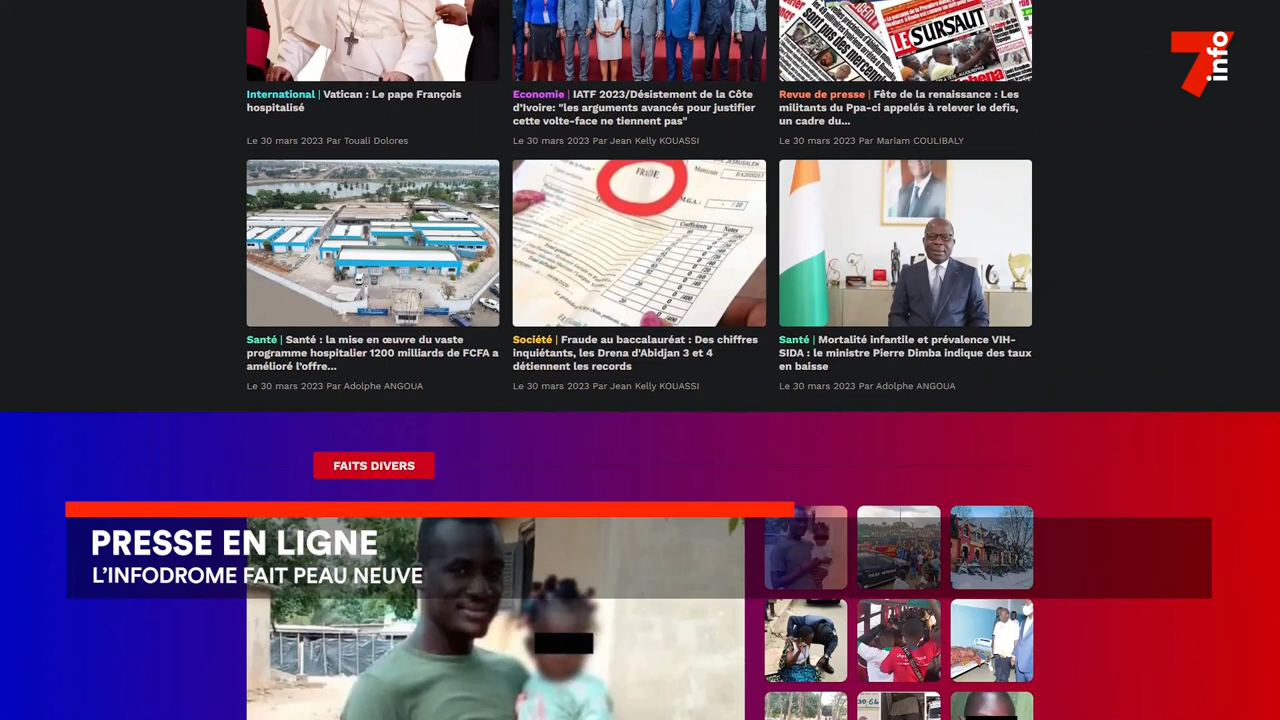 7info
LE SURSAUT
International | Vatican : Le pape François
hospitalisé
Le 30 mars 2023 Par Touali Dolores
Economie | IATF 2023/Désistement de la Côte
d'Ivoire: "les arguments avancés pour justifier
cette volte-face ne tiennent pas"
Le 30 mars 2023 Par Jean Kelly KOUASSI
Revue de presse | Fête de la renaissance : Les
militants du Ppa-ci appelés à relever le defis,
un cadre du...
Le 30 mars 2023 Par Mariam COULIBALY
FRAUDE
Coefficients Notes
Santé | Santé : la mise en œuvre du vaste
programme hospitalier 1200 milliards de FCFA a
amélioré l'offre...
Le 30 mars 2023 Par Adolphe ANGOUA
Société | Fraude au baccalauréat : Des chiffres
inquiétants, les Drena d'Abidjan 3 et 4
détiennent les records
Le 30 mars 2023 Par Jean Kelly KOUASSI
Santé | Mortalité infantile et prévalence VIH-
SIDA : le ministre Pierre Dimba indique des taux
en baisse
Le 30 mars 2023 Par Adolphe ANGOUA
FAITS DIVERS
PRESSE EN LIGNE
L'INFODROME FAIT PEAU NEUVE